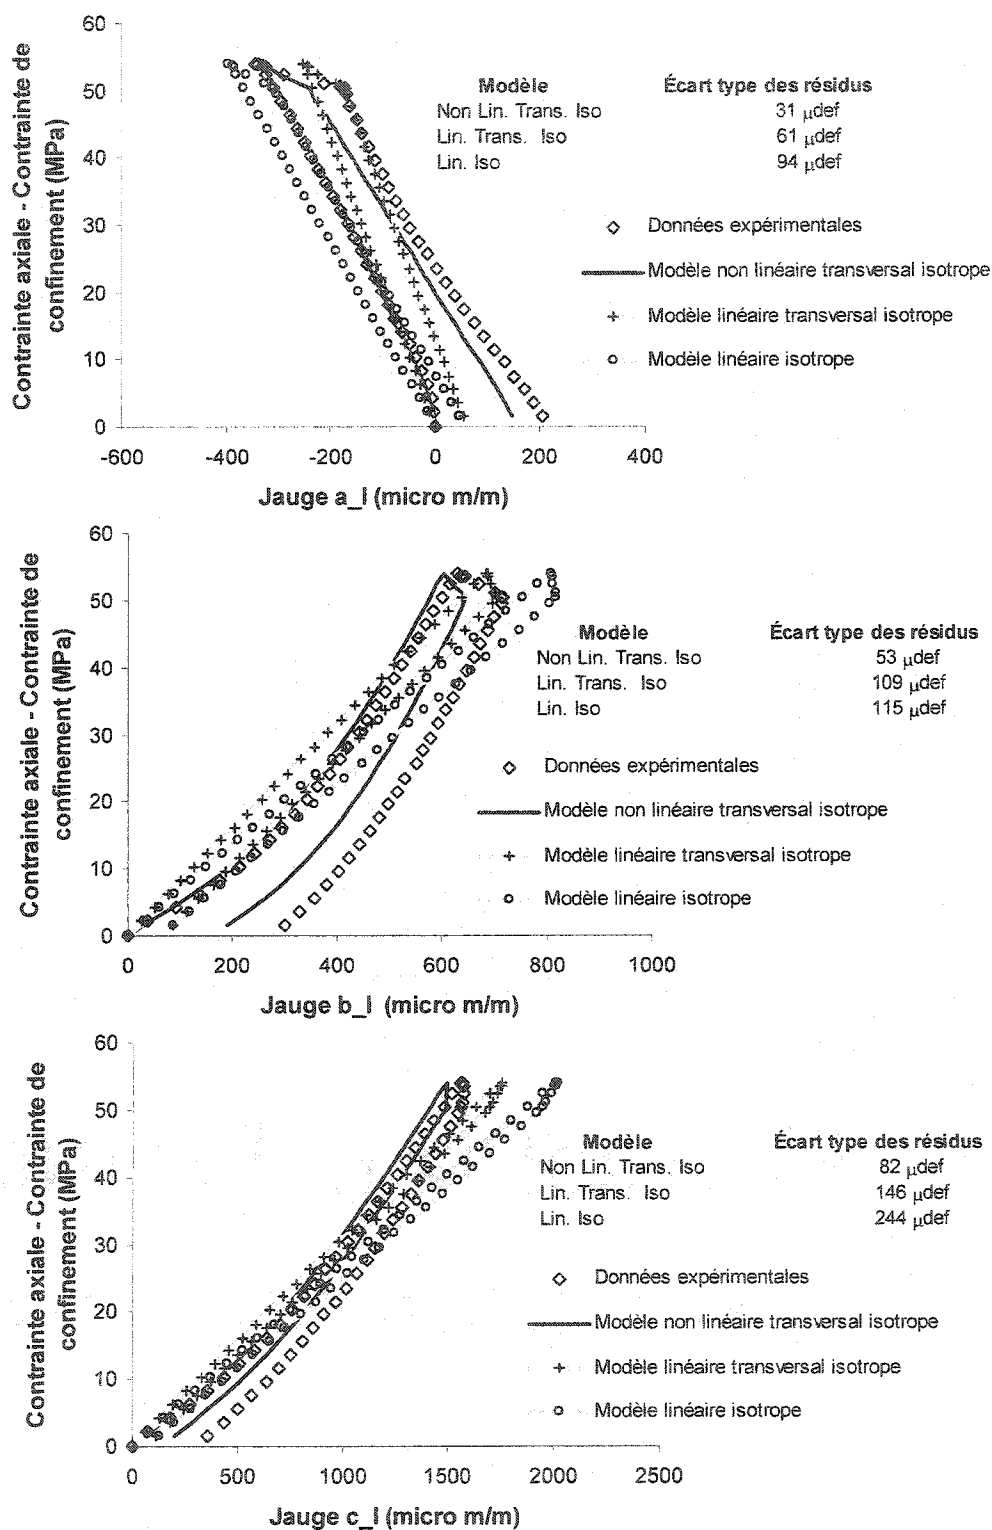 60
50
40
30
20
10
0
Contrainte axiale - Contrainte de
confinement (MPa)
Modèle Écart type des résidus
Non Lin. Trans. Iso 31 μdef
Lin. Trans. Iso 61 μdef
Lin. Iso 94 μdef
Données expérimentales
Modèle non linéaire transversal isotrope
Modèle linéaire transversal isotrope
Modèle linéaire isotrope
-600 -400 -200 0 200 400
Jauge a_l (micro m/m)
60
50
40
30
20
10
0
Contrainte axiale - Contrainte de
confinement (MPa)
Modèle Écart type des résidus
Non Lin. Trans. Iso 53 μdef
Lin. Trans. Iso 109 μdef
Lin. Iso 115 μdef
Données expérimentales
Modèle non linéaire transversal isotrope
Modèle linéaire transversal isotrope
Modèle linéaire isotrope
0 200 400 600 800 1000
Jauge b_l (micro m/m)
60
50
40
30
20
10
0
Contrainte axiale - Contrainte de
confinement (MPa)
Modèle Écart type des résidus
Non Lin. Trans. Iso 82 μdef
Lin. Trans. Iso 146 μdef
Lin. Iso 244 μdef
Données expérimentales
Modèle non linéaire transversal isotrope
Modèle linéaire transversal isotrope
Modèle linéaire isotrope
0 500 1000 1500 2000 2500
Jauge c_l (micro m/m)